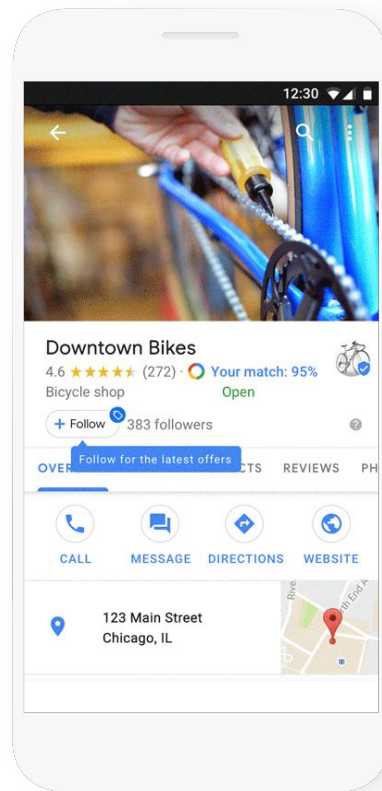 12:30
Downtown Bikes
4.6 (272) · Your match: 95%
Bicycle shop Open
+ Follow 383 followers
Follow for the latest offers
OVER CTS REVIEWS PH
CALL MESSAGE DIRECTIONS WEBSITE
123 Main Street
Chicago, IL